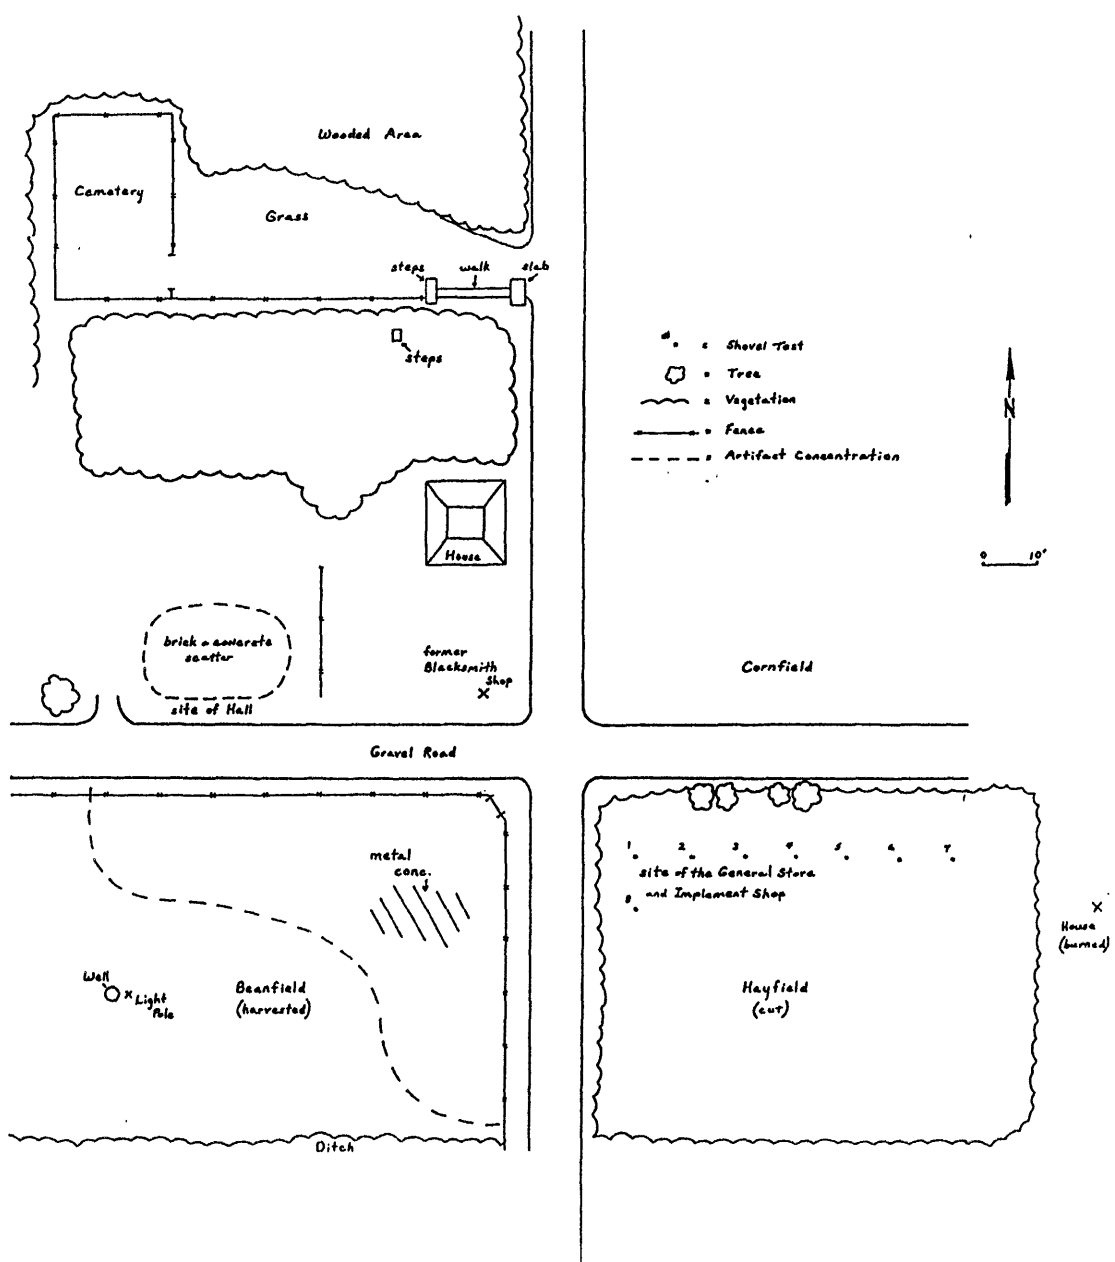 Wooded Area
Cemetery
Grass
steps
walk
slab
steps
Shovel Test
Tree
Vegetation
Fence
Artifact Concentration
N
0 10'
House
brick & concrete
scatter
site of Hall
former
Blacksmith
Shop
Cornfield
Gravel Road
metal
conc.
1 2 3 4 5 6 7
site of the General Store
and Implement Shop
8
House
(burned)
Well
Light
Pole
Beanfield
(harvested)
Hayfield
(cut)
Ditch